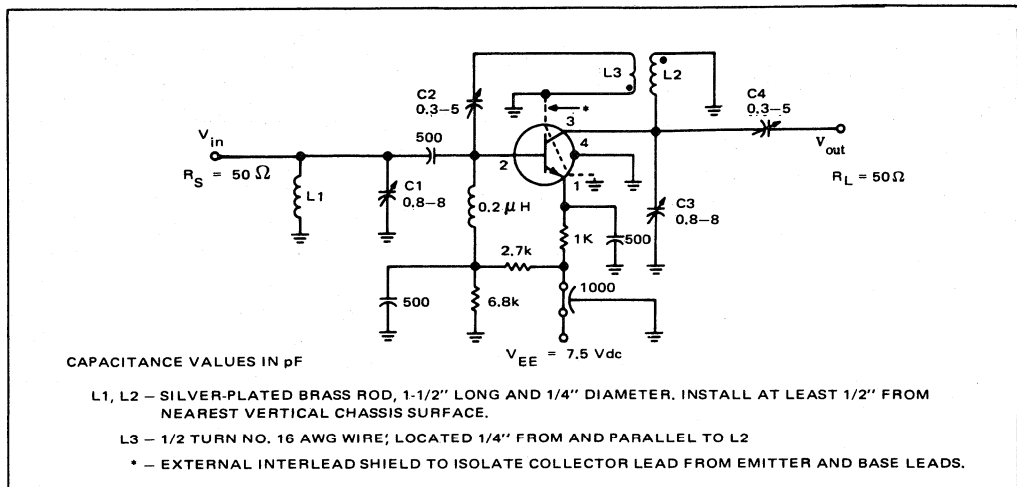 L3
L2
C2
0.3–5
C4
0.3–5
*
3
500
4
V_in
V_out
2
R_S = 50 Ω
R_L = 50Ω
1
L1
C1
0.8–8
0.2 μH
C3
0.8–8
1K
500
2.7k
500
6.8k
1000
V_EE = 7.5 Vdc
CAPACITANCE VALUES IN pF
L1, L2 – SILVER-PLATED BRASS ROD, 1-1/2" LONG AND 1/4" DIAMETER. INSTALL AT LEAST 1/2" FROM
NEAREST VERTICAL CHASSIS SURFACE.
L3 – 1/2 TURN NO. 16 AWG WIRE; LOCATED 1/4" FROM AND PARALLEL TO L2
* – EXTERNAL INTERLEAD SHIELD TO ISOLATE COLLECTOR LEAD FROM EMITTER AND BASE LEADS.